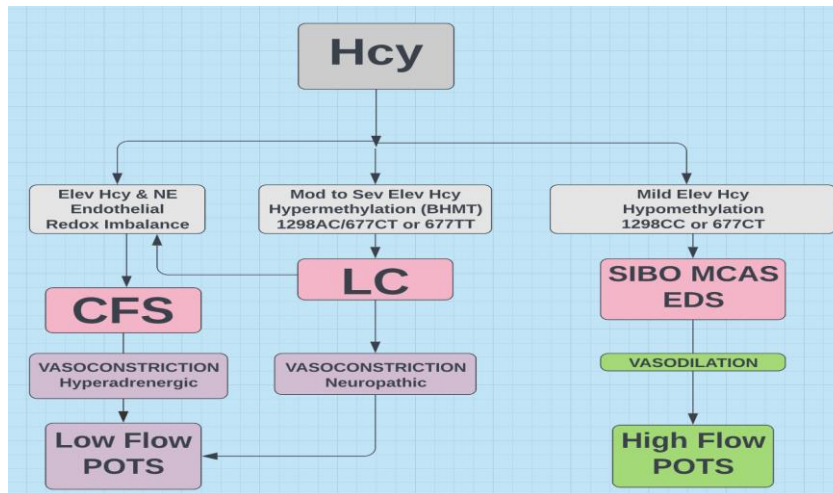 Hcy
Elev Hcy & NE
Endothelial
Redox Imbalance
Mod to Sev Elev Hcy
Hypermethylation (BHMT)
1298AC/677CT or 677TT
Mild Elev Hcy
Hypomethylation
1298CC or 677CT
CFS
LC
SIBO MCAS
EDS
VASOCONSTRICTION
Hyperadrenergic
VASOCONSTRICTION
Neuropathic
VASODILATION
Low Flow
POTS
High Flow
POTS